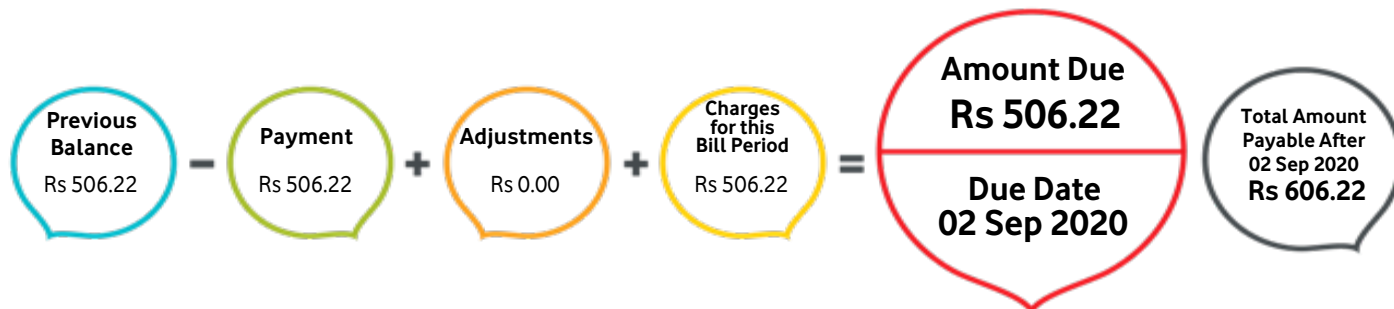 Previous
Balance
Rs 506.22
-
Payment
Rs 506.22
+
Adjustments
Rs 0.00
+
Charges
for this
Bill Period
Rs 506.22
=
Amount Due
Rs 506.22
Due Date
02 Sep 2020
Total Amount
Payable After
02 Sep 2020
Rs 606.22